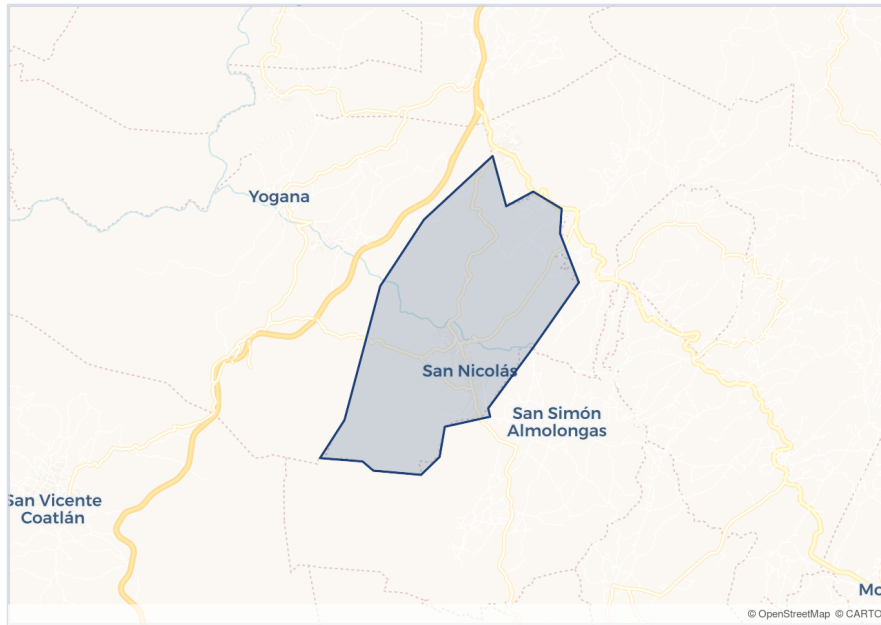 Yogana
San Nicolás
San Simón
Almolongas
San Vicente
Coatlán
© OpenStreetMap © CARTO